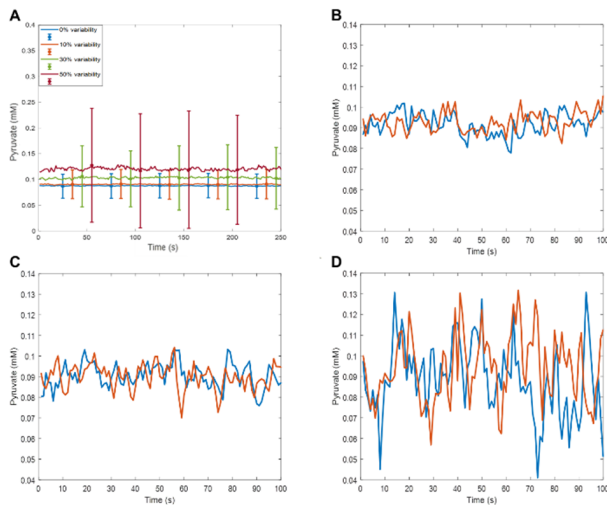 A
0% variability
10% variability
30% variability
50% variability
0.4
0.35
0.3
0.25
0.2
0.15
0.1
0.05
0
Pyruvate (mM)
0 50 100 150 200 250
Time (s)
B
0.14
0.13
0.12
0.11
0.1
0.09
0.08
0.07
0.06
0.05
0.04
Pyruvate (mM)
0 10 20 30 40 50 60 70 80 90 100
Time (s)
C
0.14
0.13
0.12
0.11
0.1
0.09
0.08
0.07
0.06
0.05
0.04
Pyruvate (mM)
0 10 20 30 40 50 60 70 80 90 100
Time (s)
D
0.14
0.13
0.12
0.11
0.1
0.09
0.08
0.07
0.06
0.05
0.04
Pyruvate (mM)
0 10 20 30 40 50 60 70 80 90 100
Time (s)